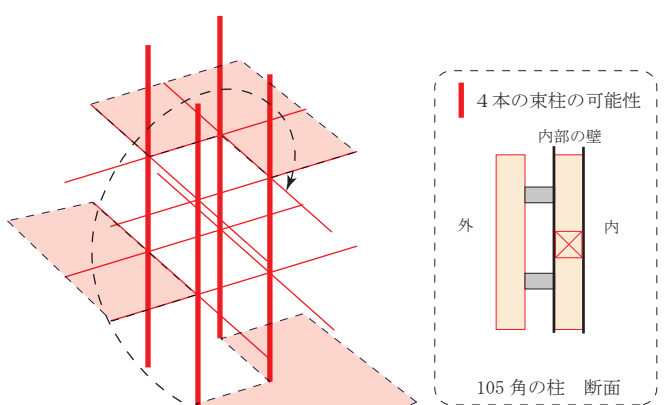 ４本の束柱の可能性
内部の壁
外
内
105 角の柱　断面